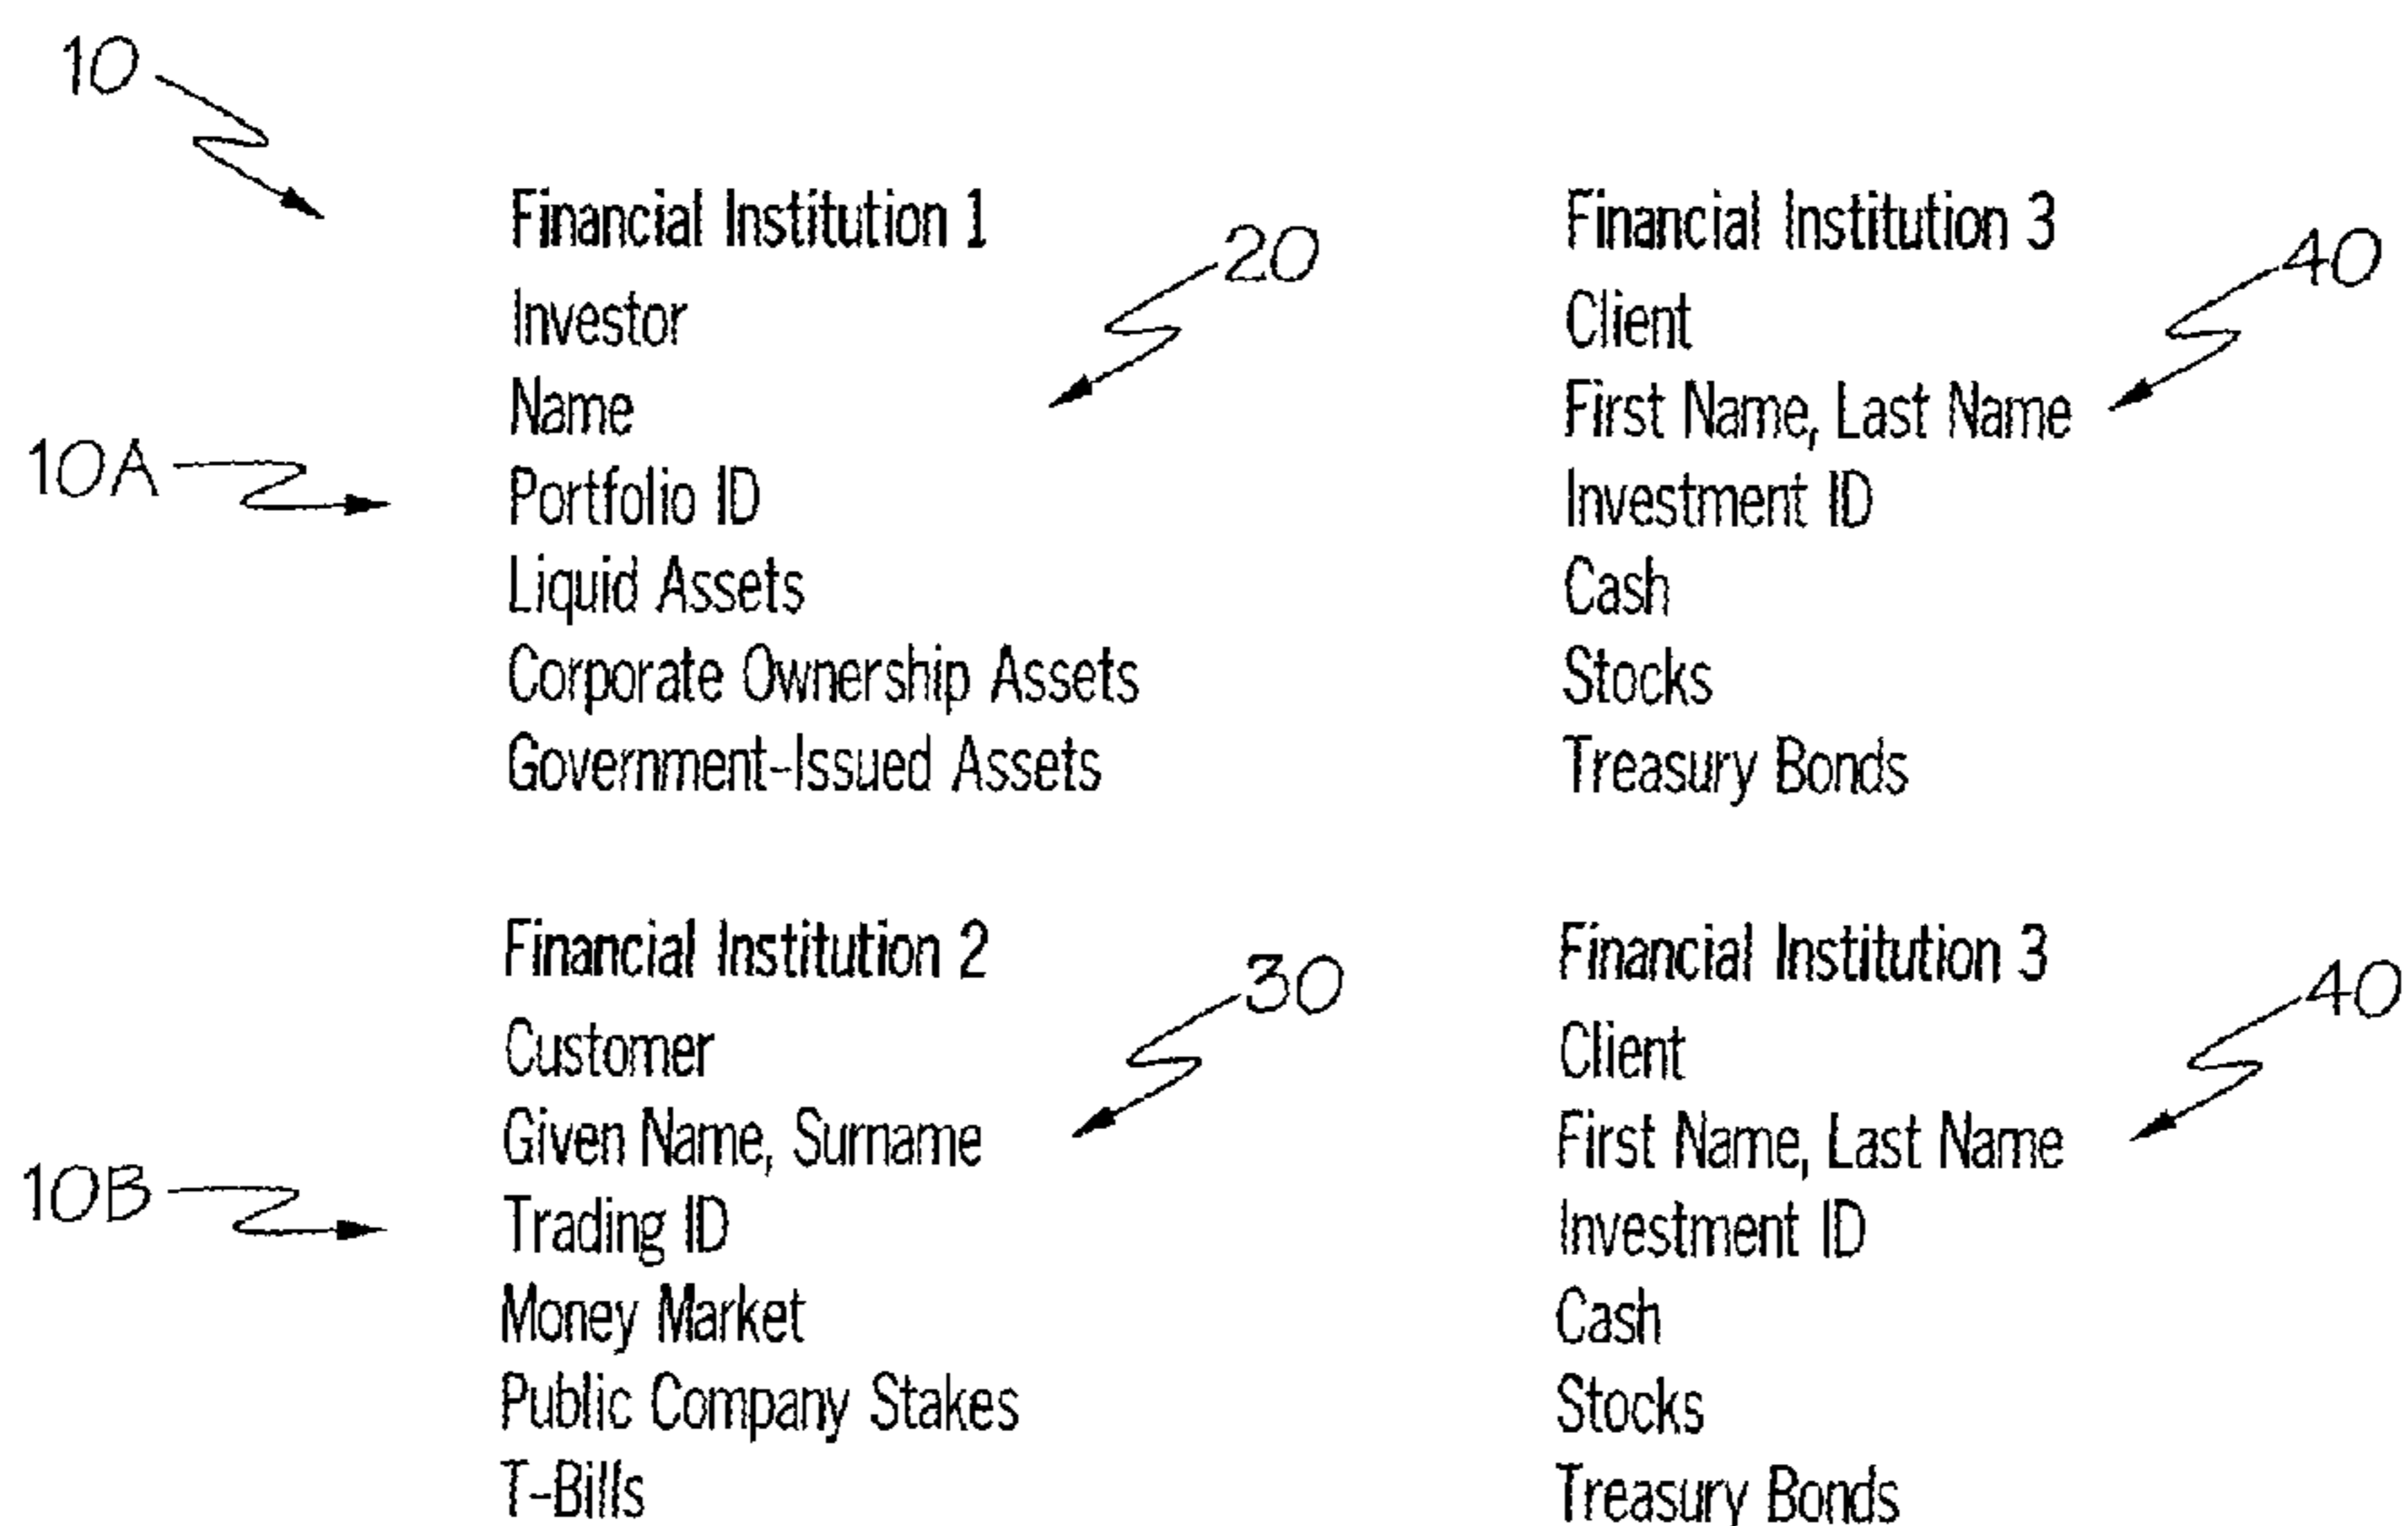 10
Financial Institution 1
Investor
Name
Portfolio ID
Liquid Assets
Corporate Ownership Assets
Government-Issued Assets
10A
20
Financial Institution 3
Client
First Name, Last Name
Investment ID
Cash
Stocks
Treasury Bonds
40
Financial Institution 2
Customer
Given Name, Surname
Trading ID
Money Market
Public Company Stakes
T-Bills
10B
30
Financial Institution 3
Client
First Name, Last Name
Investment ID
Cash
Stocks
Treasury Bonds
40